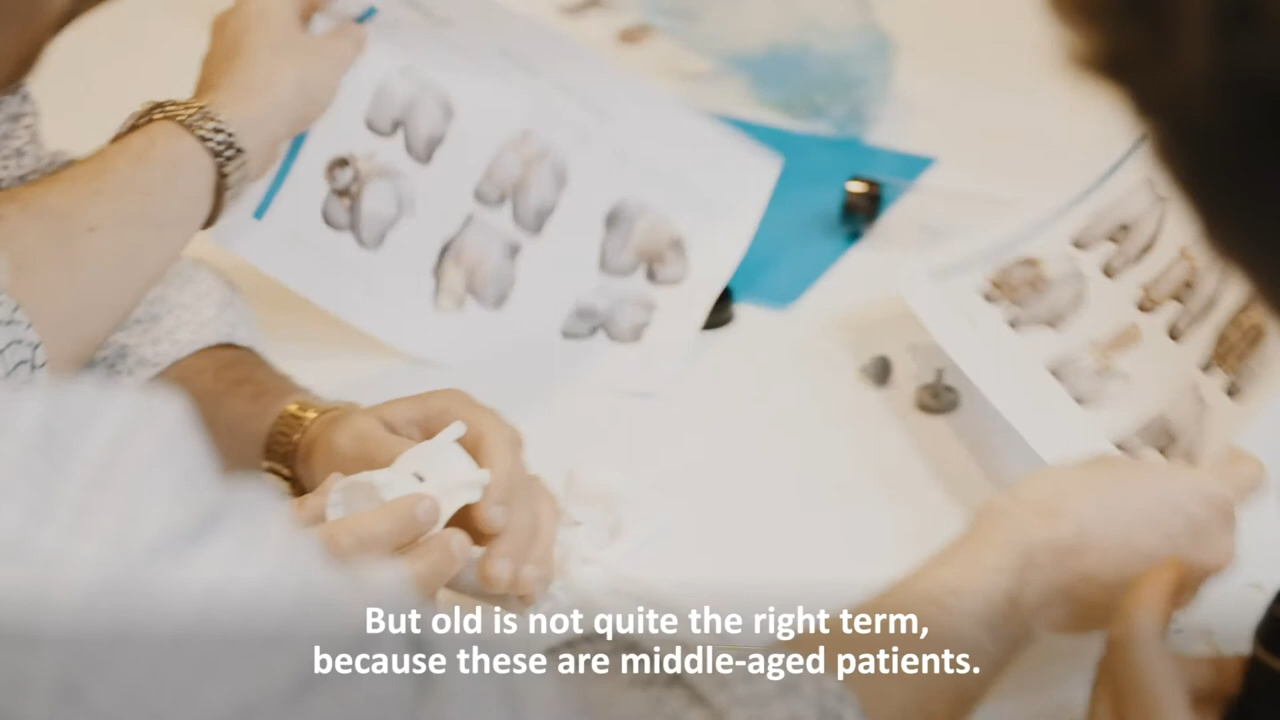 But old is not quite the right term,
because these are middle-aged patients.